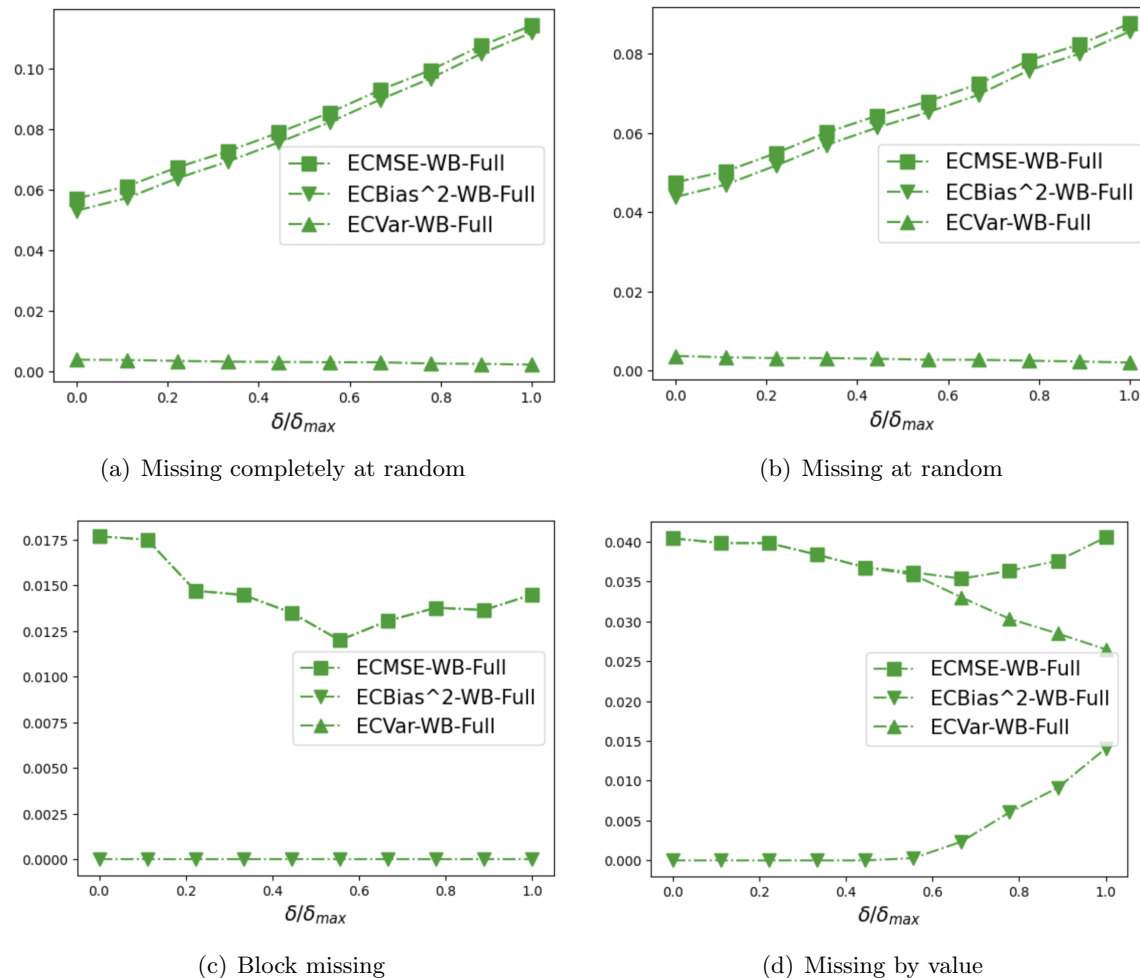 0.10
0.08
0.06
0.04
0.02
0.00
ECMSE-WB-Full
ECBias^2-WB-Full
ECVar-WB-Full
0.0 0.2 0.4 0.6 0.8 1.0
δ/δmax
(a) Missing completely at random
0.08
0.06
0.04
0.02
0.00
ECMSE-WB-Full
ECBias^2-WB-Full
ECVar-WB-Full
0.0 0.2 0.4 0.6 0.8 1.0
δ/δmax
(b) Missing at random
0.0175
0.0150
0.0125
0.0100
0.0075
0.0050
0.0025
0.0000
ECMSE-WB-Full
ECBias^2-WB-Full
ECVar-WB-Full
0.0 0.2 0.4 0.6 0.8 1.0
δ/δmax
(c) Block missing
0.040
0.035
0.030
0.025
0.020
0.015
0.010
0.005
0.000
ECMSE-WB-Full
ECBias^2-WB-Full
ECVar-WB-Full
0.0 0.2 0.4 0.6 0.8 1.0
δ/δmax
(d) Missing by value